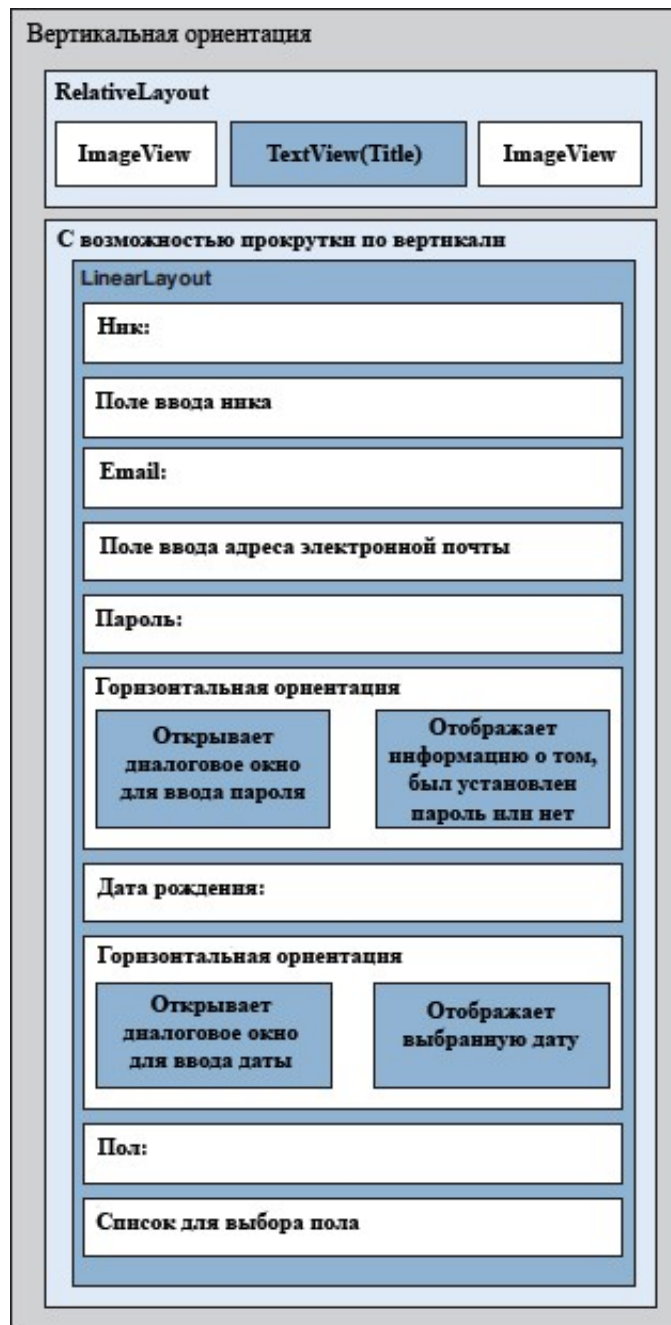 Вертикальная ориентация
RelativeLayout
ImageView
TextView(Title)
ImageView
С возможностью прокрутки по вертикали
LinearLayout
Ник:
Поле ввода ника
Email:
Поле ввода адреса электронной почты
Пароль:
Горизонтальная ориентация
Открывает
диалоговое окно
для ввода пароля
Отображает
информацию о том,
был установлен
пароль или нет
Дата рождения:
Горизонтальная ориентация
Открывает
диалоговое окно
для ввода даты
Отображает
выбранную дату
Пол:
Список для выбора пола